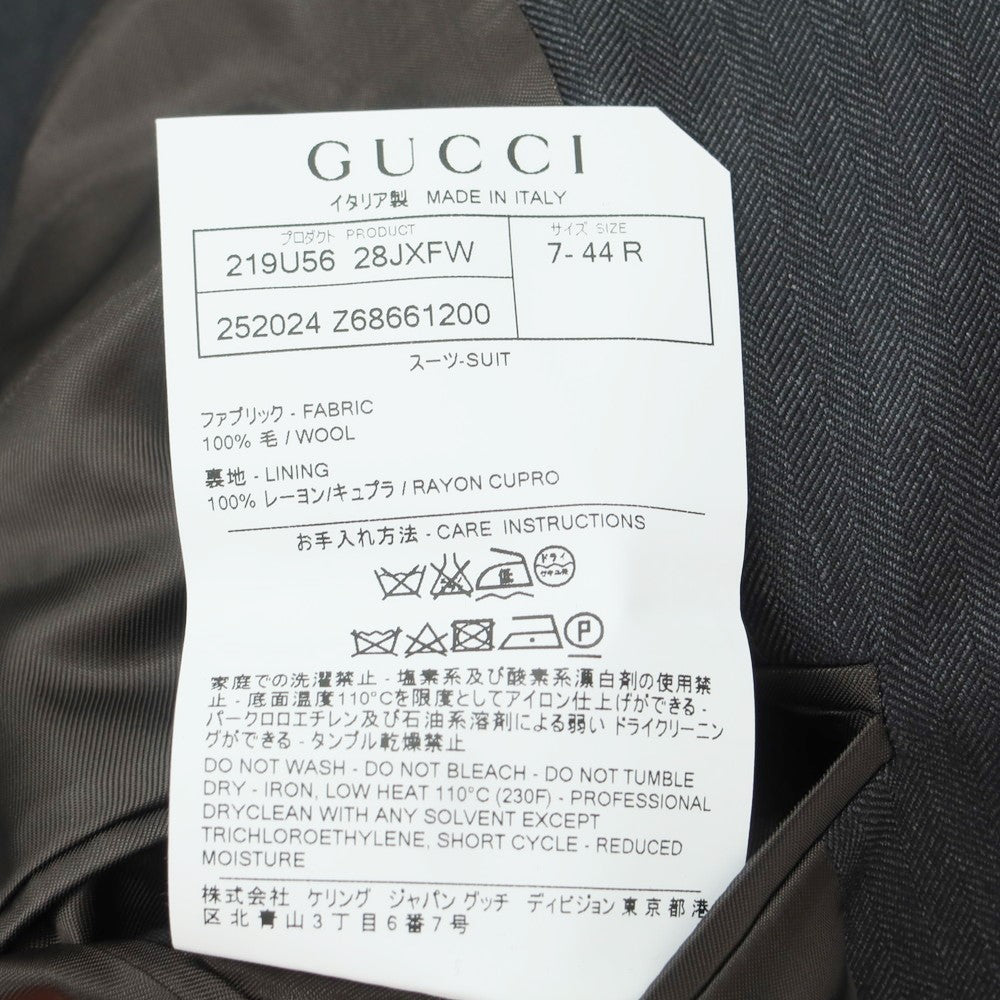 GUCCI
イタリア製 MADE IN ITALY
プロダクト PRODUCT
219U56 28JXFW
252024 Z68661200
サイズ SIZE
7- 44 R
スーツ-SUIT
ファブリック - FABRIC
100% 毛 / WOOL
裏地 - LINING
100% レーヨン/キュプラ / RAYON CUPRO
お手入れ方法 - CARE INSTRUCTIONS
低 ドライ
セキユ系
P
家庭での洗濯禁止 - 塩素系及び酸素系漂白剤の使用禁
止 - 底面温度110°Cを限度としてアイロン仕上げができる -
パークロロエチレン及び石油系溶剤による弱い ドライクリーニン
グができる - タンブル乾燥禁止
DO NOT WASH - DO NOT BLEACH - DO NOT TUMBLE
DRY - IRON, LOW HEAT 110°C (230F) - PROFESSIONAL
DRYCLEAN WITH ANY SOLVENT EXCEPT
TRICHLOROETHYLENE, SHORT CYCLE - REDUCED
MOISTURE
株式会社 ケリング ジャパン グッチ ディビジョン 東京都港
区北青山3丁目6番7号